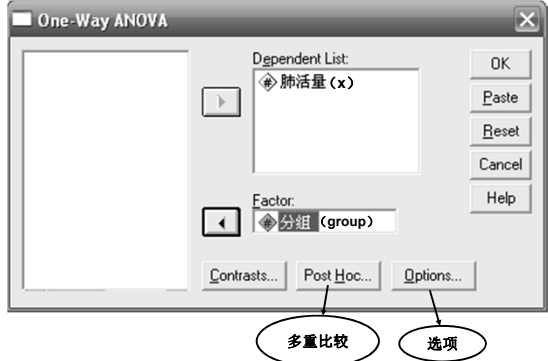 One-Way ANOVA
Dependent List:
肺活量(x)
OK
Paste
Reset
Cancel
Help
Factor:
分组 (group)
Contrasts...
Post Hoc...
Options...
多重比较
选项